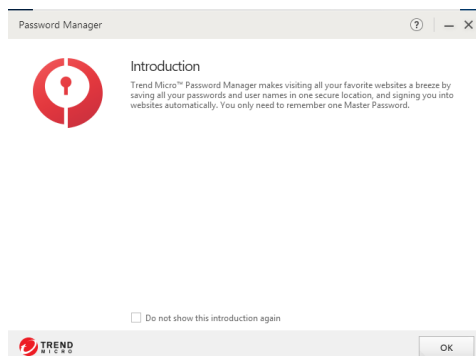 Password Manager
Introduction
Trend Micro™ Password Manager makes visiting all your favorite websites a breeze by
saving all your passwords and user names in one secure location, and signing you into
websites automatically. You only need to remember one Master Password.
Do not show this introduction again
TREND
MICRO
OK